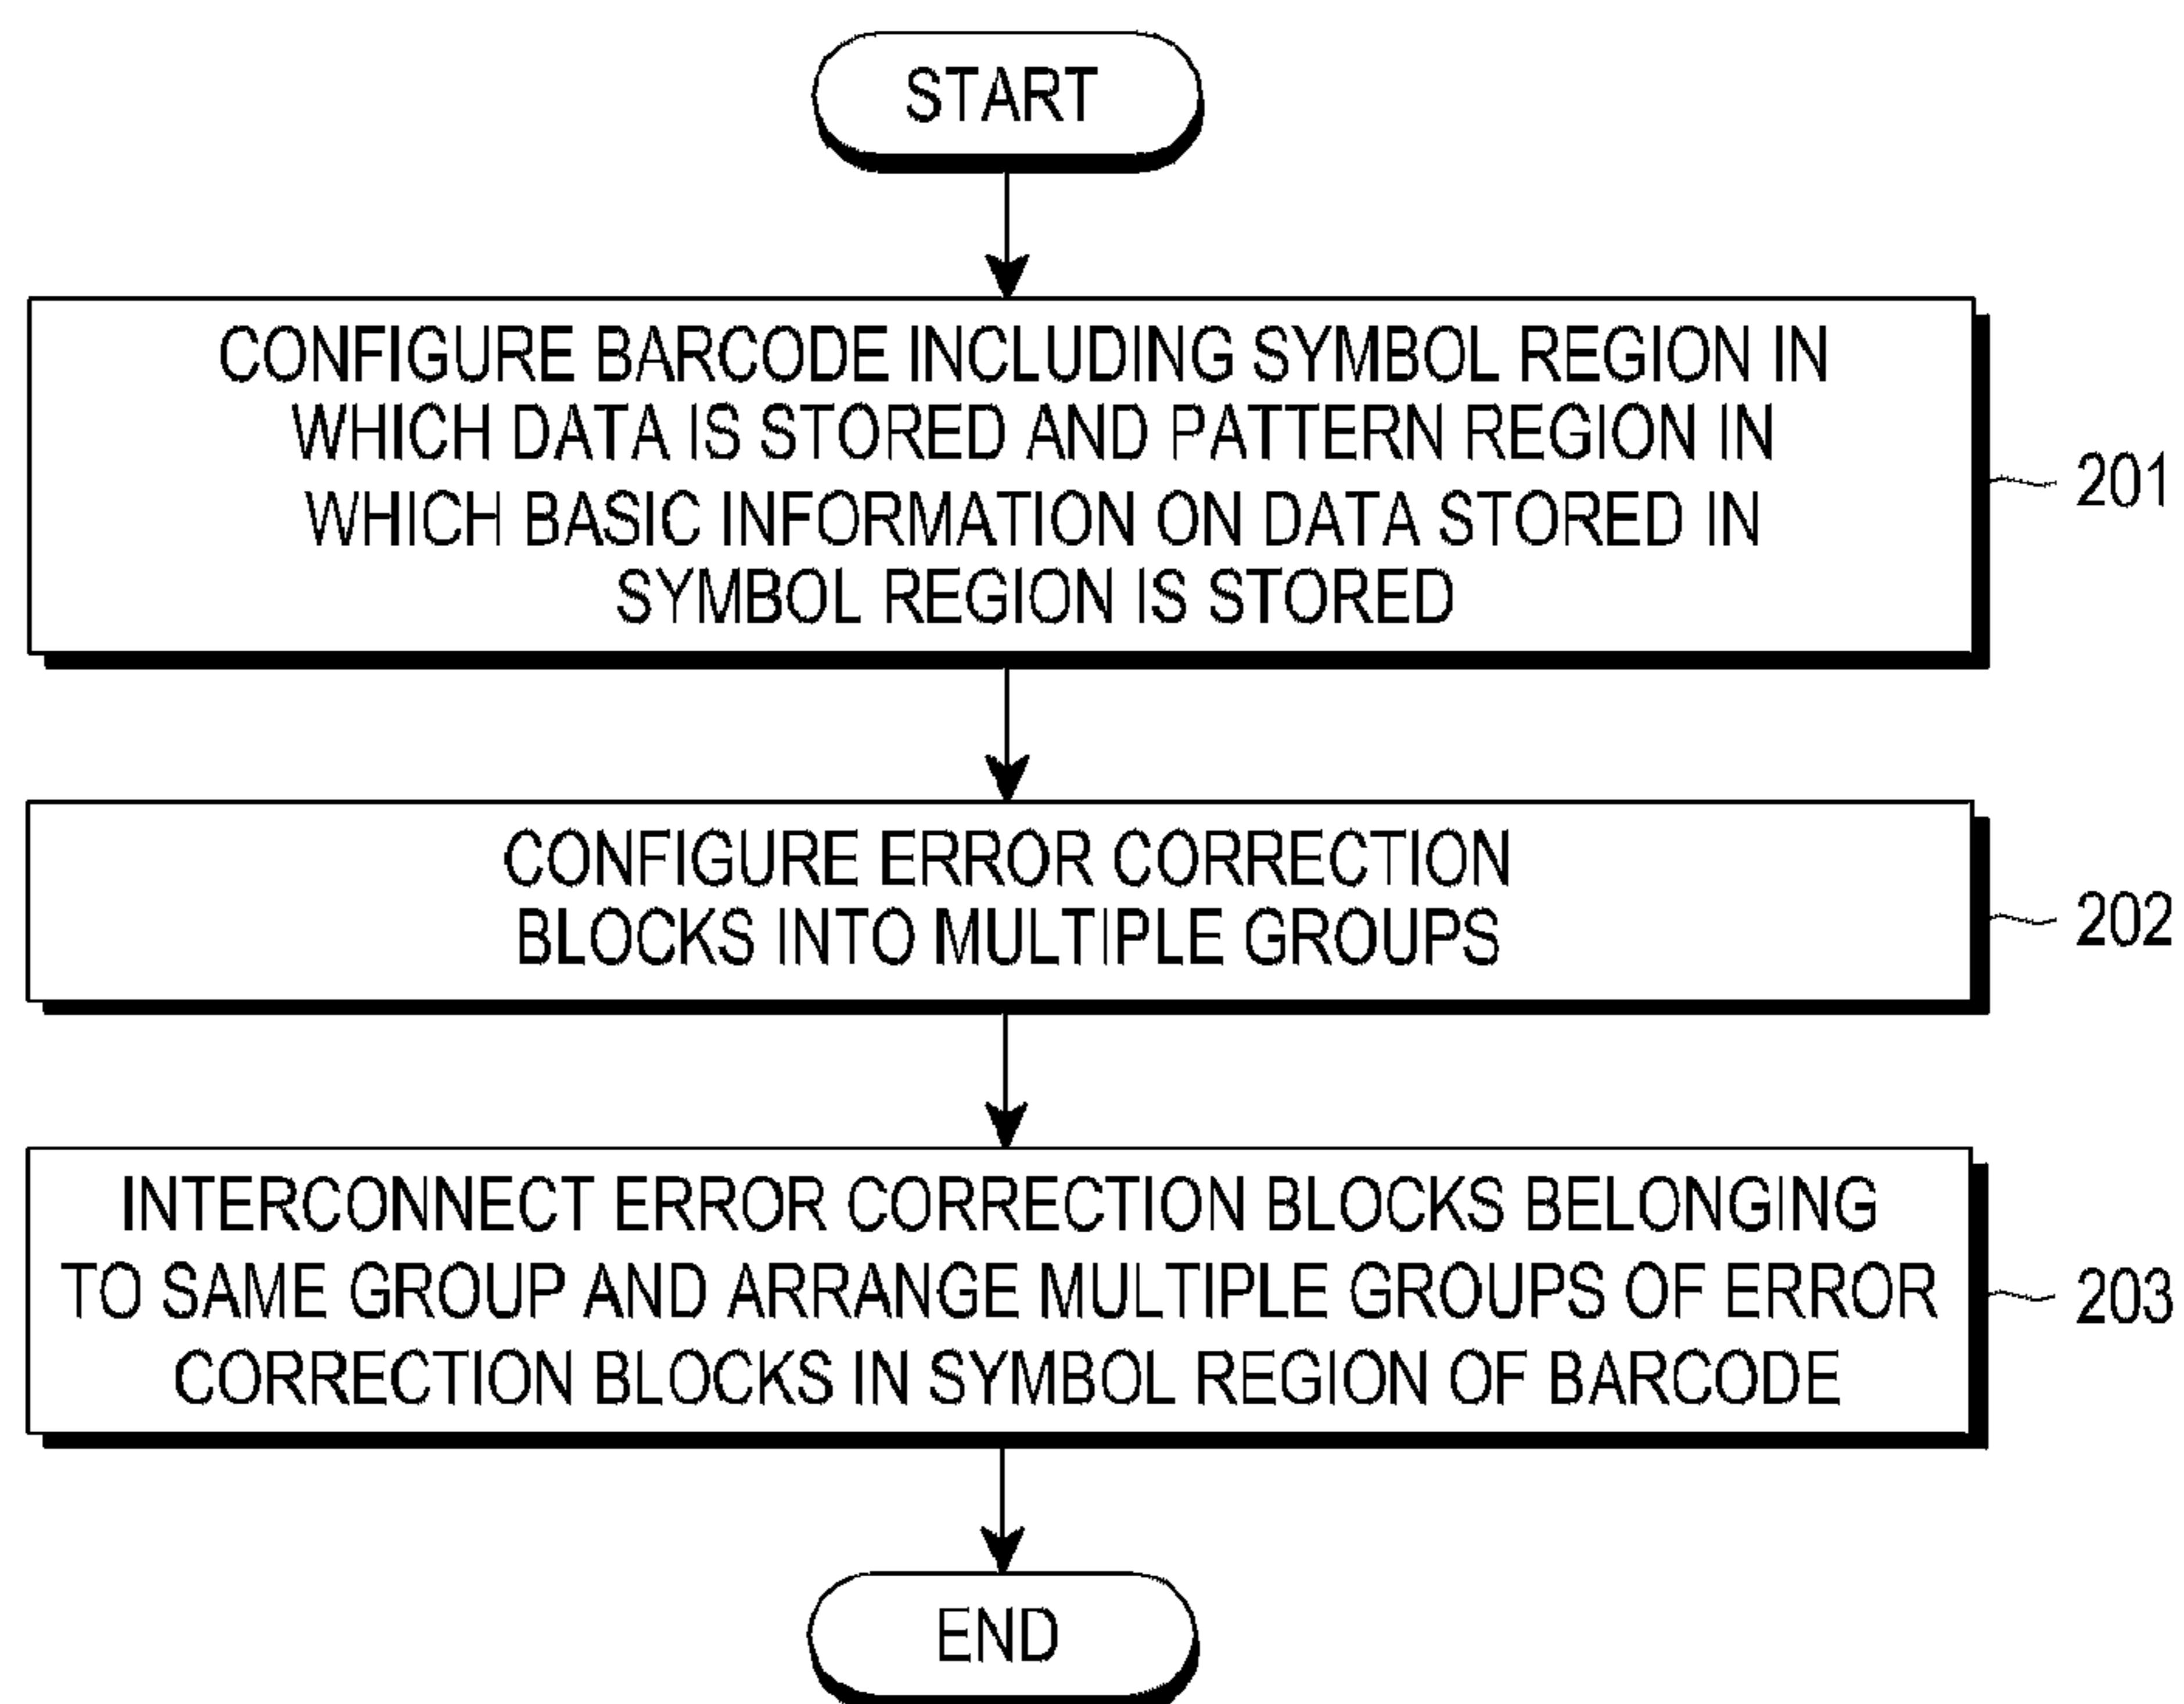 START
CONFIGURE BARCODE INCLUDING SYMBOL REGION IN
WHICH DATA IS STORED AND PATTERN REGION IN
WHICH BASIC INFORMATION ON DATA STORED IN
SYMBOL REGION IS STORED
201
CONFIGURE ERROR CORRECTION
BLOCKS INTO MULTIPLE GROUPS
202
INTERCONNECT ERROR CORRECTION BLOCKS BELONGING
TO SAME GROUP AND ARRANGE MULTIPLE GROUPS OF ERROR
CORRECTION BLOCKS IN SYMBOL REGION OF BARCODE
203
END